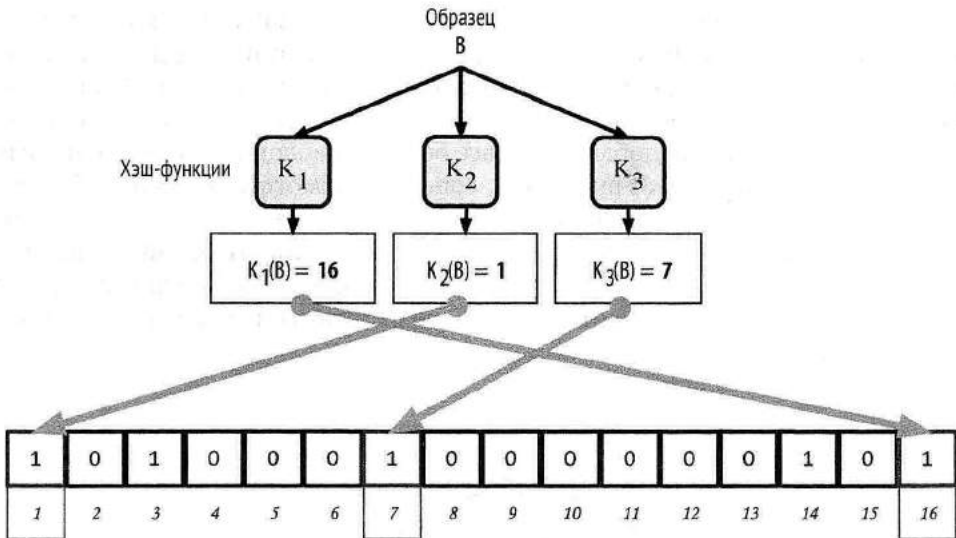 Образец
B
Хэш-функции
K1
K2
K3
K1(B) = 16
K2(B) = 1
K3(B) = 7
1 0 1 0 0 0 1 0 0 0 0 0 0 1 0 1
1 2 3 4 5 6 7 8 9 10 11 12 13 14 15 16